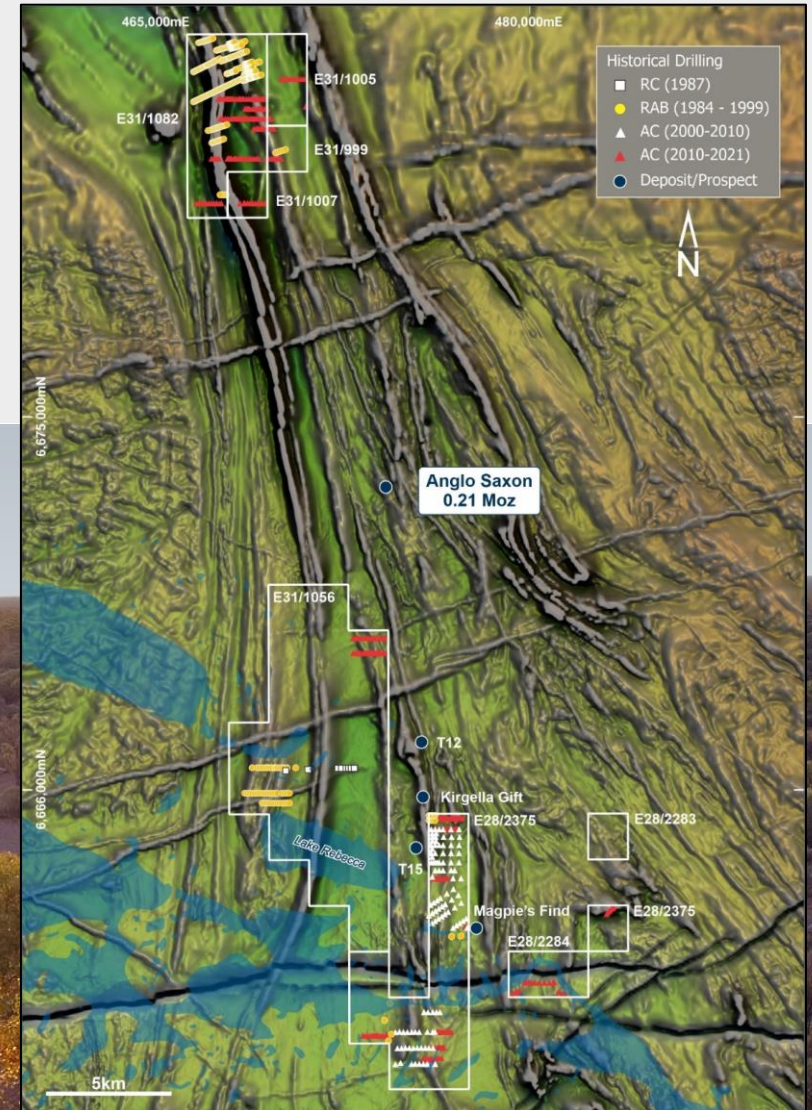 465,000mE
480,000mE
Historical Drilling
RC (1987)
RAB (1984 - 1999)
AC (2000-2010)
AC (2010-2021)
Deposit/Prospect
N
E31/1005
E31/1082
E31/999
E31/1007
6,675,000mN
Anglo Saxon
0.21 Moz
E31/1056
T12
6,666,000mN
Kirgella Gift
E28/2375
E28/2283
Lake Rebecca
T15
Magpie's Find
E28/2375
E28/2284
5km